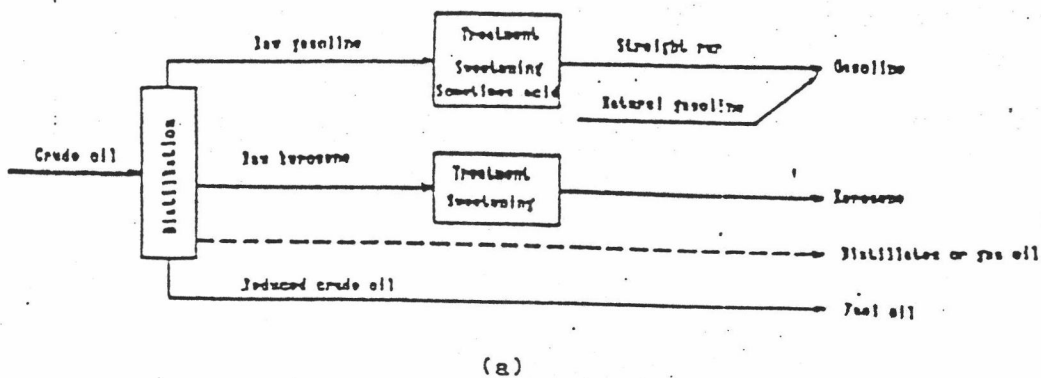 Raw gasoline
Treatment
Sweetening
Sometimes acid
Straight run
Gasoline
Natural gasoline
Crude oil
Distillation
Raw kerosene
Treatment
Sweetening
Kerosene
Distillates or gas oil
Reduced crude oil
Fuel oil
(a)